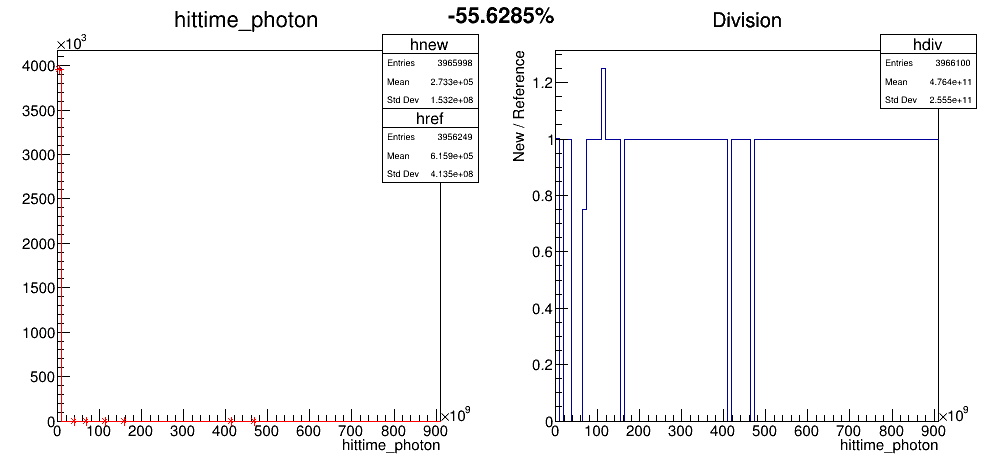 hittime_photon
-55.6285%
Division
×10³
hnew
Entries 3965998
Mean 2.733e+05
Std Dev 1.532e+08
href
Entries 3956249
Mean 6.159e+05
Std Dev 4.135e+08
4000
3500
3000
2500
2000
1500
1000
500
0
0 100 200 300 400 500 600 700 800 900
×10⁹
hittime_photon
hdiv
Entries 3966100
Mean 4.764e+11
Std Dev 2.555e+11
New / Reference
1.2
1
0.8
0.6
0.4
0.2
0
0 100 200 300 400 500 600 700 800 900
×10⁹
hittime_photon